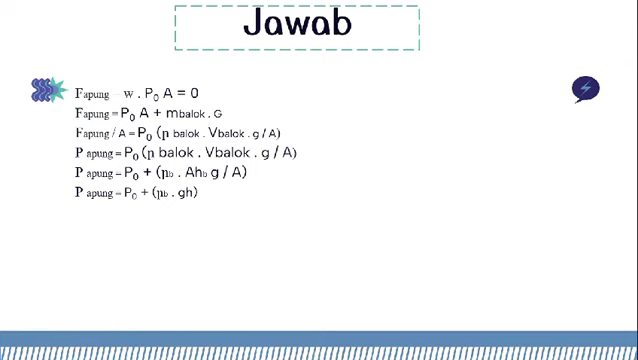 Jawab
Fapung – w . P₀ A = 0
Fapung = P₀ A + mbalok . G
Fapung / A = P₀ (ρ balok . Vbalok . g / A)
P apung = P₀ (ρ balok . Vbalok . g / A)
P apung = P₀ + (ρb . Ahb g / A)
P apung = P₀ + (ρb . gh)